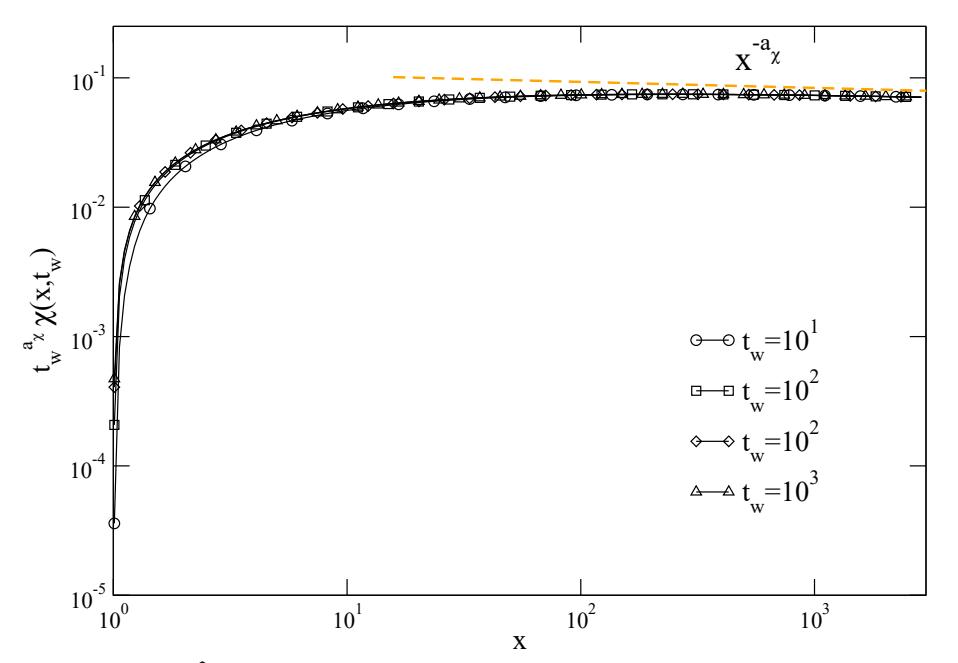 x^{-a_χ}
10^{-1}
10^{-2}
10^{-3}
10^{-4}
10^{-5}
t_w^{a_χ} χ(x,t_w)
t_w=10^1
t_w=10^2
t_w=10^2
t_w=10^3
10^0 10^1 10^2 10^3
x